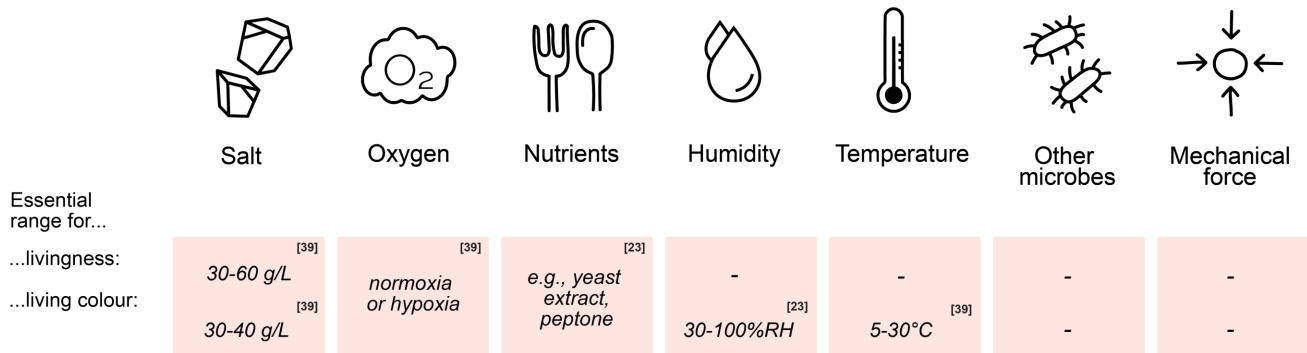 O2
Salt
Oxygen
Nutrients
Humidity
Temperature
Other
microbes
Mechanical
force
Essential
range for...
...livingness:
...living colour:
[39]
30-60 g/L
[39]
30-40 g/L
[39]
normoxia
or hypoxia
[23]
e.g., yeast
extract,
peptone
-
[23]
30-100%RH
-
[39]
5-30°C
-
-
-
-